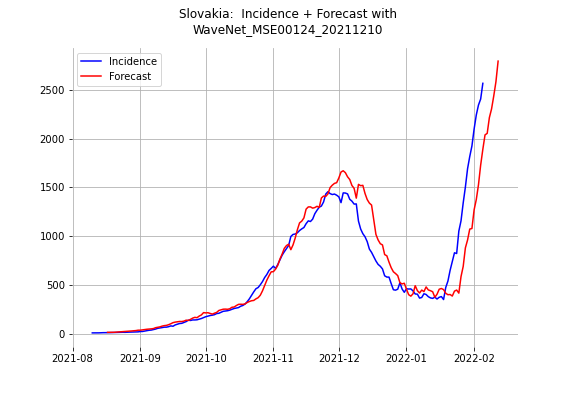 Slovakia:  Incidence + Forecast with
WaveNet_MSE00124_20211210
Incidence
Forecast
2500
2000
1500
1000
500
0
2021-08 2021-09 2021-10 2021-11 2021-12 2022-01 2022-02